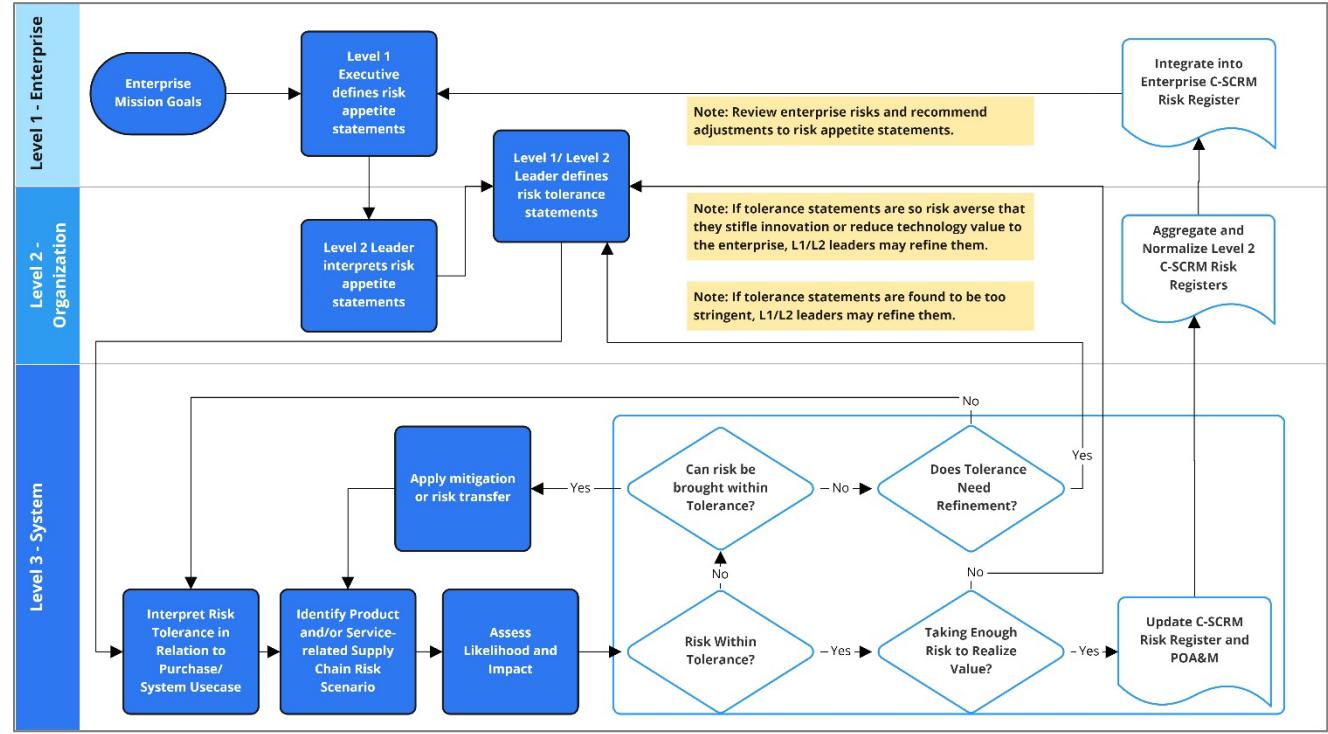 Level 1 - Enterprise
Enterprise
Mission Goals
Level 1
Executive
defines risk
appetite
statements
Integrate into
Enterprise C-SCRM
Risk Register
Note: Review enterprise risks and recommend
adjustments to risk appetite statements.
Level 1/ Level 2
Leader defines
risk tolerance
statements
Level 2 -
Organization
Level 2 Leader
interprets risk
appetite
statements
Note: If tolerance statements are so risk averse that
they stifle innovation or reduce technology value to
the enterprise, L1/L2 leaders may refine them.
Note: If tolerance statements are found to be too
stringent, L1/L2 leaders may refine them.
Aggregate and
Normalize Level 2
C-SCRM Risk
Registers
Level 3 - System
No
Apply mitigation
or risk transfer
Yes
Can risk be
brought within
Tolerance?
No
Does Tolerance
Need
Refinement?
Yes
No
No
Interpret Risk
Tolerance in
Relation to
Purchase/
System Usecase
Identify Product
and/or Service-
related Supply
Chain Risk
Scenario
Assess
Likelihood and
Impact
Risk Within
Tolerance?
Yes
Taking Enough
Risk to Realize
Value?
Yes
Update C-SCRM
Risk Register and
POA&M